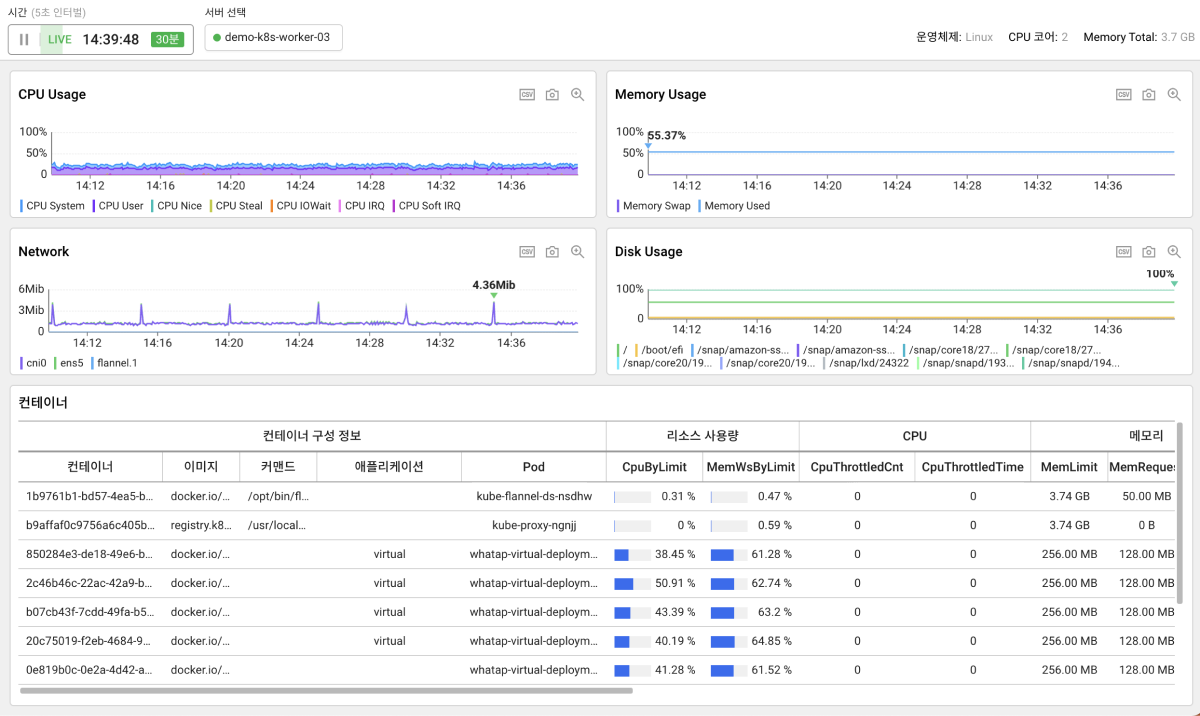 시간 (5초 인터벌)
서버 선택
LIVE 14:39:48 30분
demo-k8s-worker-03
운영체제: Linux CPU 코어: 2 Memory Total: 3.7 GB
CPU Usage
CSV
100%
50%
0
14:12 14:16 14:20 14:24 14:28 14:32 14:36
CPU System CPU User CPU Nice CPU Steal CPU IOWait CPU IRQ CPU Soft IRQ
Memory Usage
CSV
100%
55.37%
50%
0
14:12 14:16 14:20 14:24 14:28 14:32 14:36
Memory Swap Memory Used
Network
CSV
4.36Mib
6Mib
3Mib
0
14:12 14:16 14:20 14:24 14:28 14:32 14:36
cni0 ens5 flannel.1
Disk Usage
CSV
100%
100%
0
14:12 14:16 14:20 14:24 14:28 14:32 14:36
/ /boot/efi /snap/amazon-ss... /snap/amazon-ss... /snap/core18/27... /snap/core18/27...
/snap/core20/19... /snap/core20/19... /snap/lxd/24322 /snap/snapd/193... /snap/snapd/194...
컨테이너
컨테이너 구성 정보 리소스 사용량 CPU 메모리
컨테이너 이미지 커맨드 애플리케이션 Pod CpuByLimit MemWsByLimit CpuThrottledCnt CpuThrottledTime MemLimit MemReques
1b9761b1-bd57-4ea5-b... docker.io/... /opt/bin/fl... kube-flannel-ds-nsdhw 0.31 % 0.47 % 0 0 3.74 GB 50.00 MB
b9affaf0c9756a6c405b... registry.k8... /usr/local... kube-proxy-ngnjj 0 % 0.59 % 0 0 3.74 GB 0 B
850284e3-de18-49e6-b... docker.io/... virtual whatap-virtual-deploym... 38.45 % 61.28 % 0 0 256.00 MB 128.00 MB
2c46b46c-22ac-42a9-b... docker.io/... virtual whatap-virtual-deploym... 50.91 % 62.74 % 0 0 256.00 MB 128.00 MB
b07cb43f-7cdd-49fa-b5... docker.io/... virtual whatap-virtual-deploym... 43.39 % 63.2 % 0 0 256.00 MB 128.00 MB
20c75019-f2eb-4684-9... docker.io/... virtual whatap-virtual-deploym... 40.19 % 64.85 % 0 0 256.00 MB 128.00 MB
0e819b0c-0e2a-4d42-a... docker.io/... whatap-virtual-deploym... 41.28 % 61.52 % 0 0 256.00 MB 128.00 MB